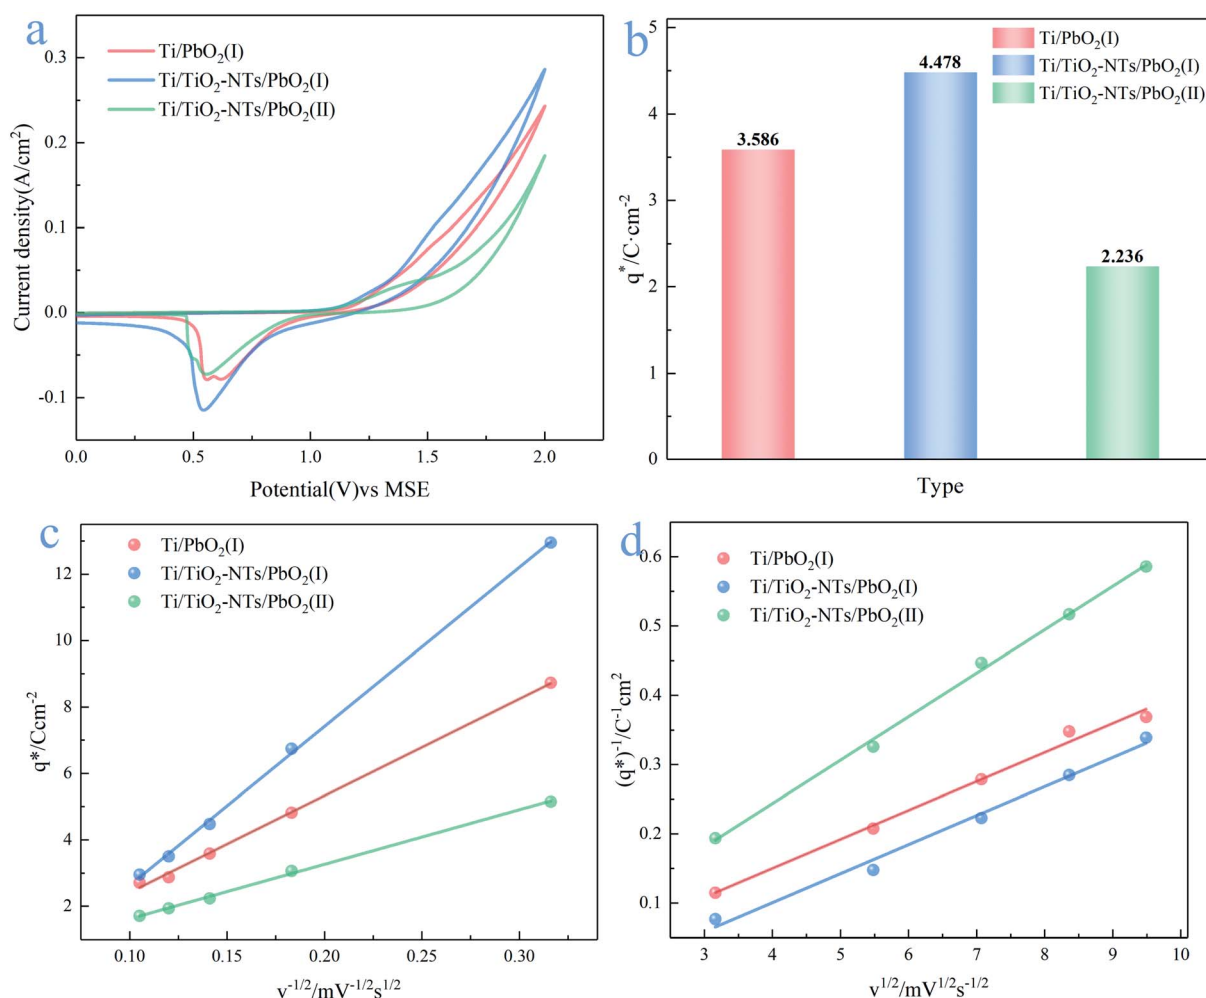 a
Ti/PbO₂(I)
Ti/TiO₂-NTs/PbO₂(I)
Ti/TiO₂-NTs/PbO₂(II)
Current density(A/cm²)
0.3
0.2
0.1
0.0
-0.1
0.0 0.5 1.0 1.5 2.0
Potential(V)vs MSE
b
Ti/PbO₂(I)
Ti/TiO₂-NTs/PbO₂(I)
Ti/TiO₂-NTs/PbO₂(II)
q*/C·cm⁻²
5
4
3
2
1
0
3.586
4.478
2.236
Type
c
Ti/PbO₂(I)
Ti/TiO₂-NTs/PbO₂(I)
Ti/TiO₂-NTs/PbO₂(II)
q*/Ccm⁻²
12
10
8
6
4
2
0.10 0.15 0.20 0.25 0.30
v⁻¹/²/mV⁻¹/²s¹/²
d
Ti/PbO₂(I)
Ti/TiO₂-NTs/PbO₂(I)
Ti/TiO₂-NTs/PbO₂(II)
(q*)⁻¹/C⁻¹cm²
0.6
0.5
0.4
0.3
0.2
0.1
3 4 5 6 7 8 9 10
v¹/²/mV¹/²s⁻¹/²